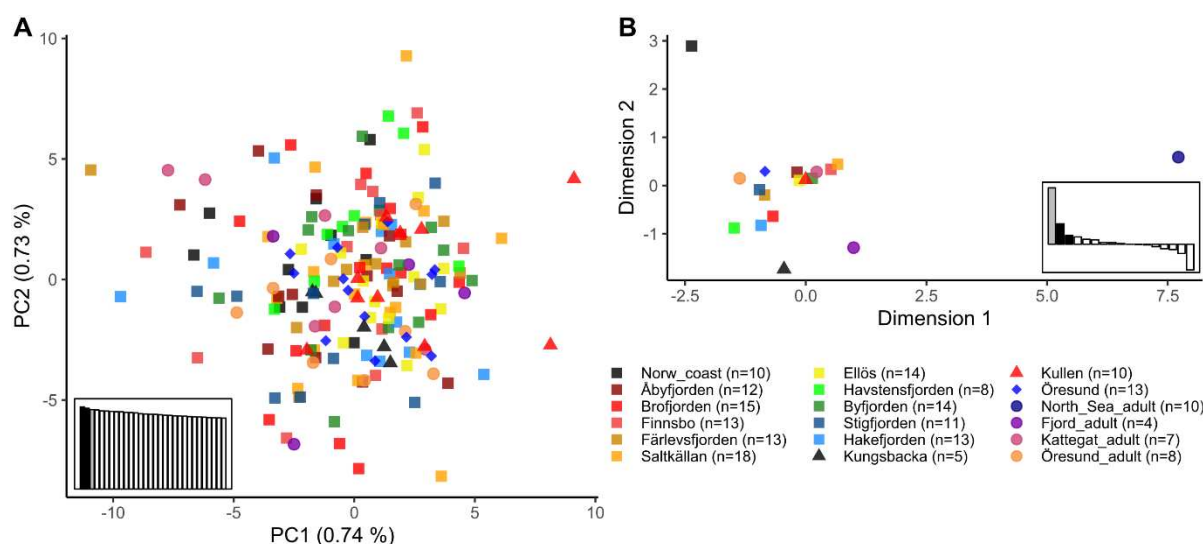 A
10
5
0
-5
PC2 (0.73 %)
-10
-5
0
5
10
PC1 (0.74 %)
B
3
2
1
0
-1
Dimension 2
-2.5
0.0
2.5
5.0
7.5
Dimension 1
Norw_coast (n=10)
Åbyfjorden (n=12)
Brofjorden (n=15)
Finnsbo (n=13)
Färlevsfjorden (n=13)
Saltkällan (n=18)
Ellös (n=14)
Havstensfjorden (n=8)
Byfjorden (n=14)
Stigfjorden (n=11)
Hakefjorden (n=13)
Kungsbacka (n=5)
Kullen (n=10)
Öresund (n=13)
North_Sea_adult (n=10)
Fjord_adult (n=4)
Kattegat_adult (n=7)
Öresund_adult (n=8)